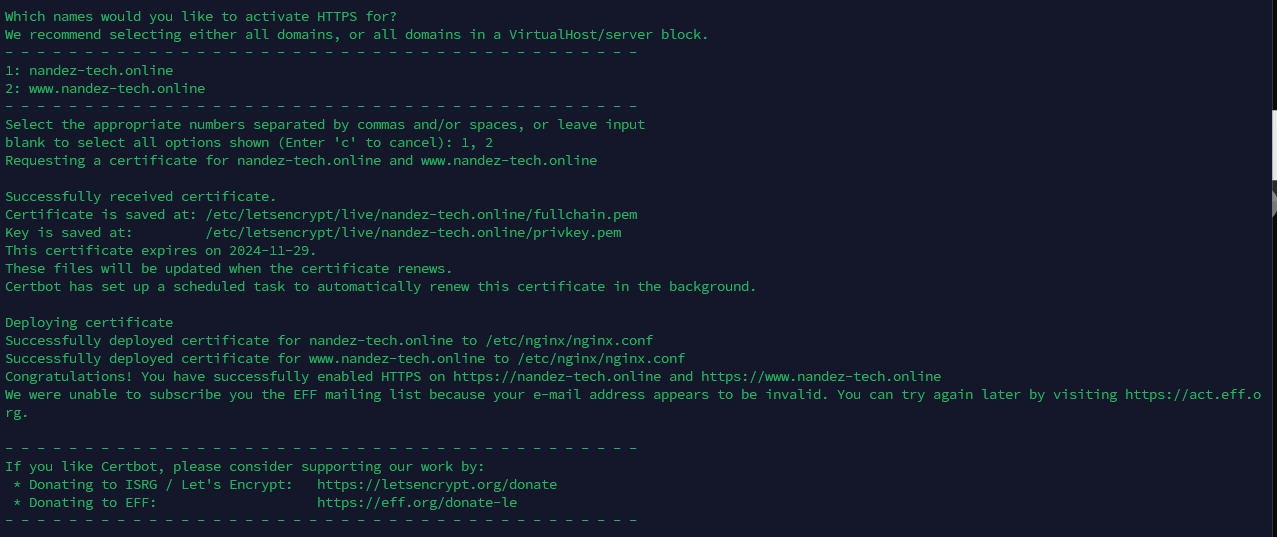 Which names would you like to activate HTTPS for?
We recommend selecting either all domains, or all domains in a VirtualHost/server block.
- - - - - - - - - - - - - - - - - - - - - - - - - - - - - - - - - - - - - - - -
1: nandez-tech.online
2: www.nandez-tech.online
- - - - - - - - - - - - - - - - - - - - - - - - - - - - - - - - - - - - - - - -
Select the appropriate numbers separated by commas and/or spaces, or leave input
blank to select all options shown (Enter 'c' to cancel): 1, 2
Requesting a certificate for nandez-tech.online and www.nandez-tech.online

Successfully received certificate.
Certificate is saved at: /etc/letsencrypt/live/nandez-tech.online/fullchain.pem
Key is saved at:         /etc/letsencrypt/live/nandez-tech.online/privkey.pem
This certificate expires on 2024-11-29.
These files will be updated when the certificate renews.
Certbot has set up a scheduled task to automatically renew this certificate in the background.

Deploying certificate
Successfully deployed certificate for nandez-tech.online to /etc/nginx/nginx.conf
Successfully deployed certificate for www.nandez-tech.online to /etc/nginx/nginx.conf
Congratulations! You have successfully enabled HTTPS on https://nandez-tech.online and https://www.nandez-tech.online
We were unable to subscribe you the EFF mailing list because your e-mail address appears to be invalid. You can try again later by visiting https://act.eff.o
rg.

- - - - - - - - - - - - - - - - - - - - - - - - - - - - - - - - - - - - - - - -
If you like Certbot, please consider supporting our work by:
 * Donating to ISRG / Let's Encrypt:   https://letsencrypt.org/donate
 * Donating to EFF:                    https://eff.org/donate-le
- - - - - - - - - - - - - - - - - - - - - - - - - - - - - - - - - - - - - - - -